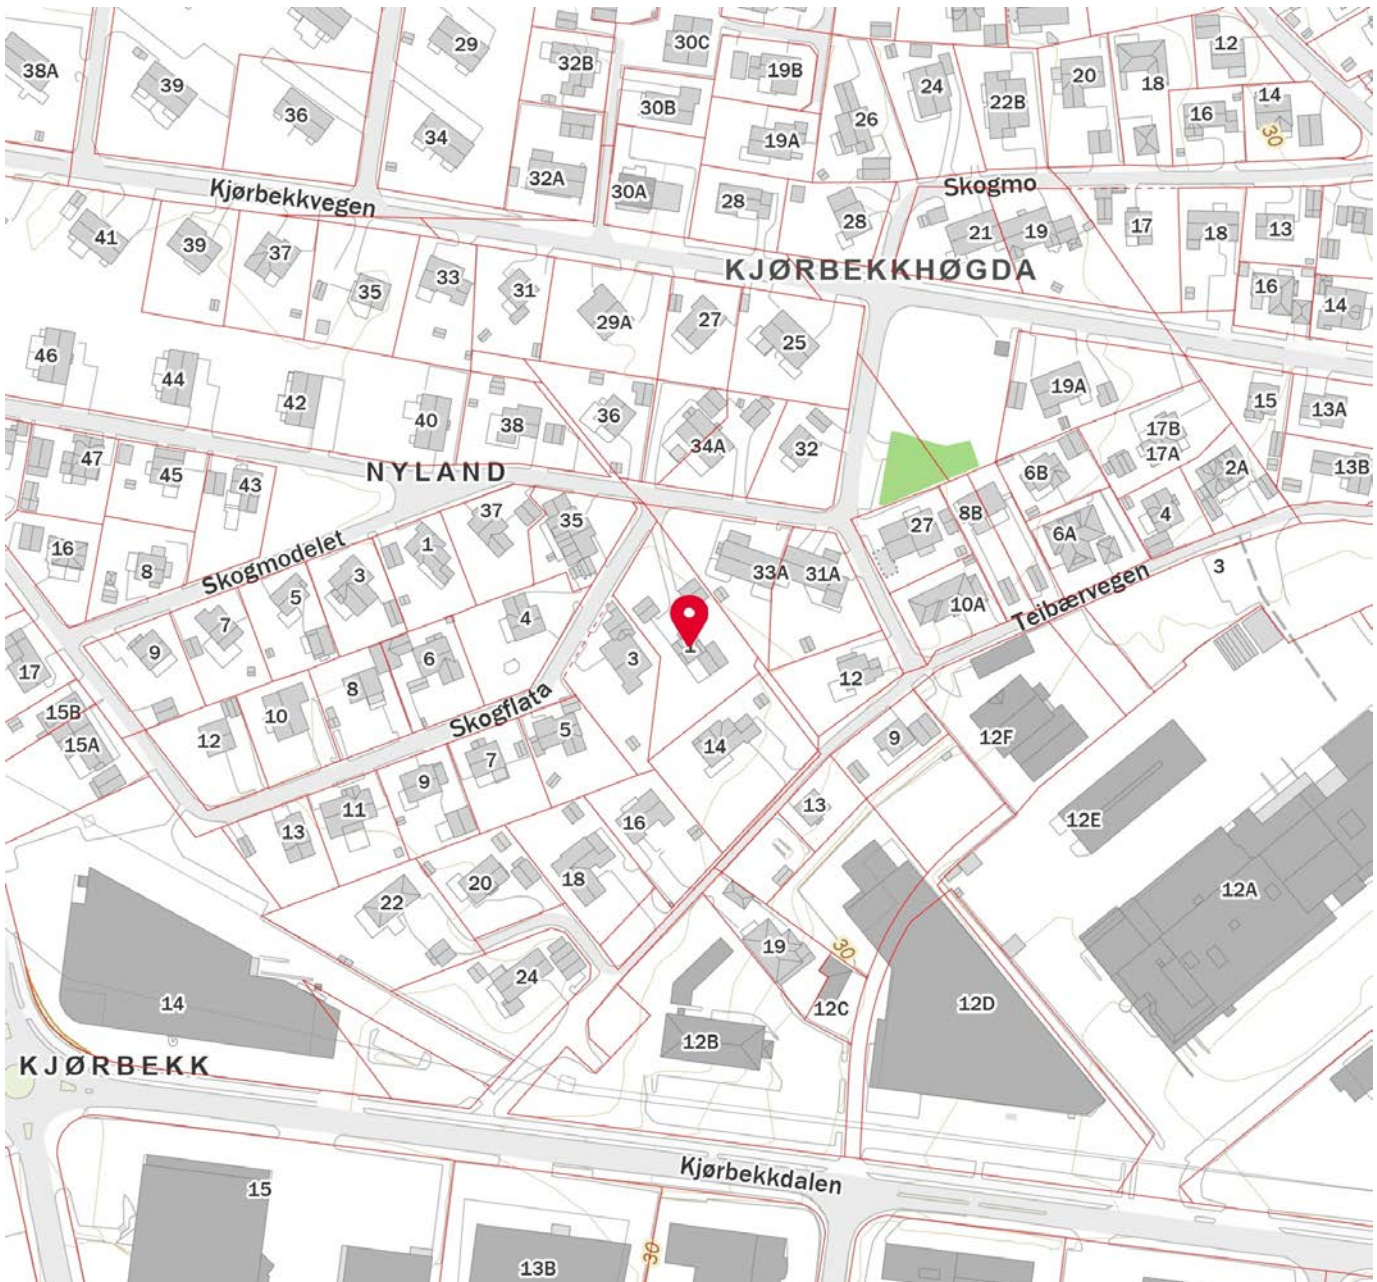 29
30C
12
38A
39
32B
19B
24
22B
20
18
36
30B
26
16
14
34
19A
30
32A
30A
28
Skogmo
Kjørbekkvegen
28
21
19
17
18
13
41
39
37
33
KJØRBEKKHØGDA
35
31
29A
27
25
16
14
46
44
42
40
38
36
34A
32
19A
15
13A
17B
17A
NYLAND
47
45
43
6B
2A
13B
37
35
27
8B
4
16
8
Skogmodelet
1
3
33A
31A
6A
3
5
10A
Teibærvegen
7
4
9
6
3
1
17
8
12
15B
10
Skogflata
15A
12
5
14
9
12F
7
9
11
16
13
12E
13
18
20
22
12A
19
30
24
14
12C
12D
12B
KJØRBEKK
Kjørbekkdalen
15
30
13B